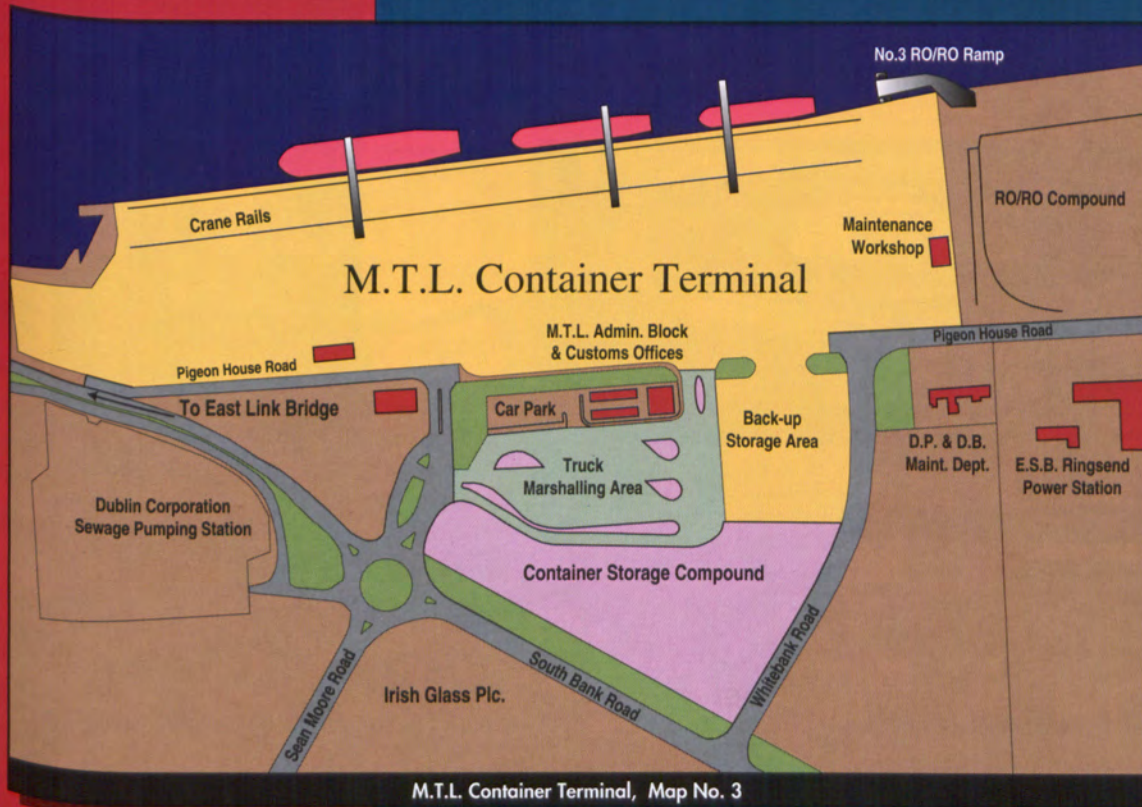 No.3 RO/RO Ramp
RO/RO Compound
Crane Rails
Maintenance
Workshop
M.T.L. Container Terminal
M.T.L. Admin. Block
& Customs Offices
Pigeon House Road
Pigeon House Road
To East Link Bridge
Car Park
Back-up
Storage Area
D.P. & D.B.
Maint. Dept.
E.S.B. Ringsend
Power Station
Truck
Marshalling Area
Dublin Corporation
Sewage Pumping Station
Container Storage Compound
Sean Moore Road
Irish Glass Plc.
South Bank Road
Whitebank Road
M.T.L. Container Terminal, Map No. 3